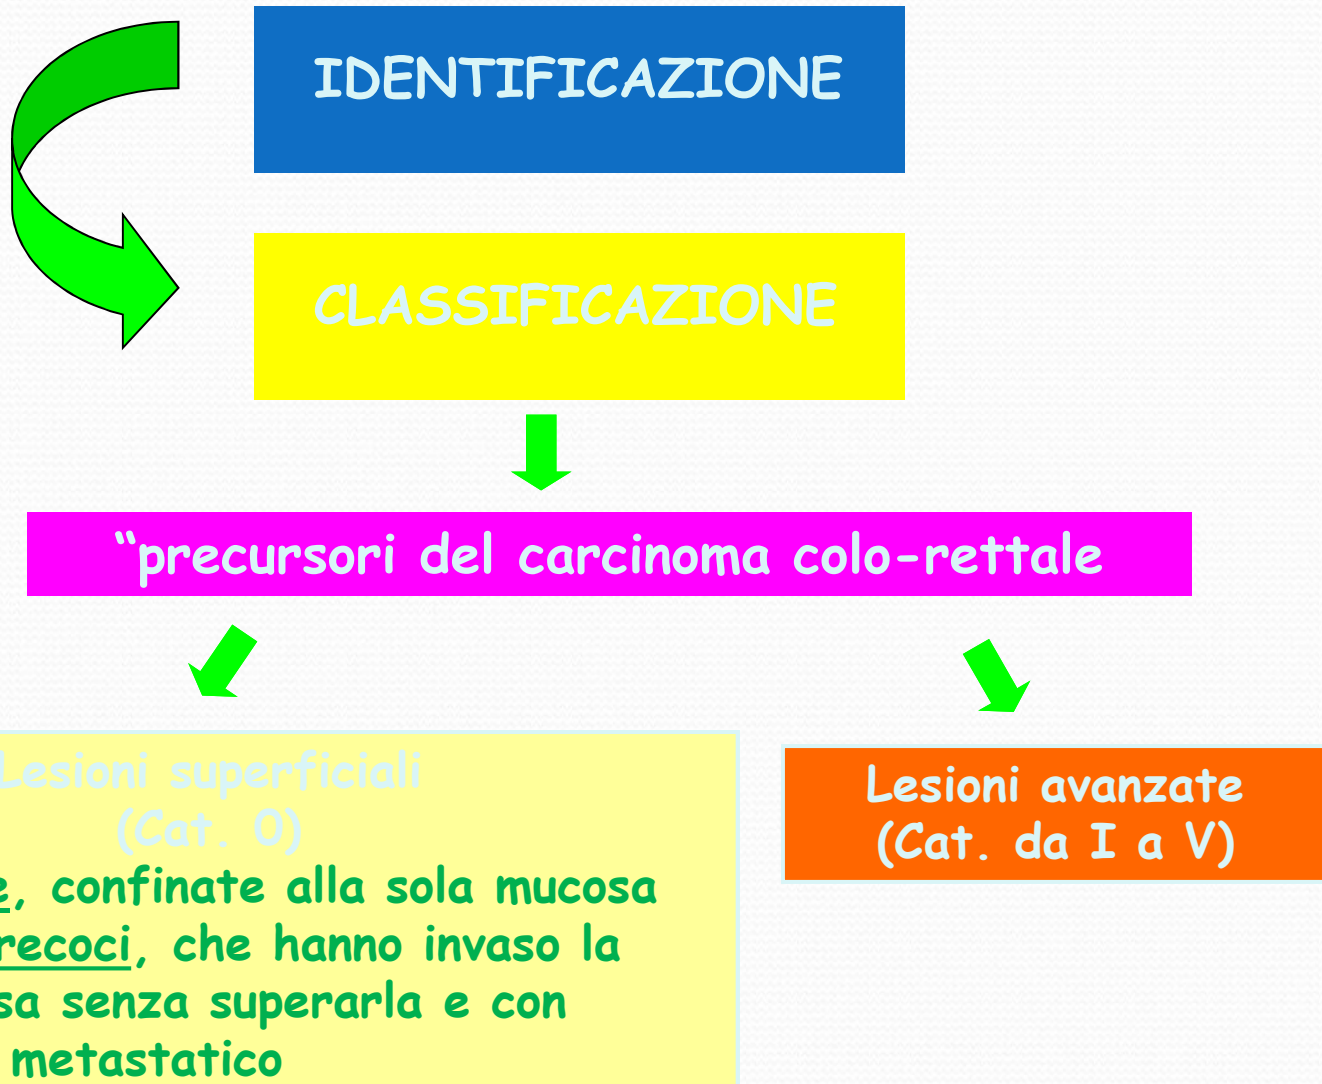 IDENTIFICAZIONE
CLASSIFICAZIONE
“precursori del carcinoma colo-rettale
Lesioni superficiali
(Cat. 0)
, confinate alla sola mucosa
recoci, che hanno invaso la
sa senza superarla e con
metastatico
Lesioni avanzate
(Cat. da I a V)